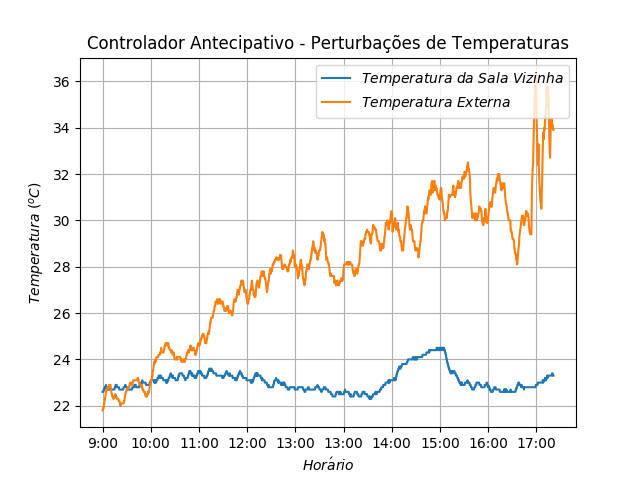 Controlador Antecipativo - Perturbações de Temperaturas
Temperatura da Sala Vizinha
Temperatura Externa
Temperatura (ºC)
36
34
32
30
28
26
24
22
9:00 10:00 11:00 12:00 13:00 13:00 14:00 15:00 16:00 17:00
Horário